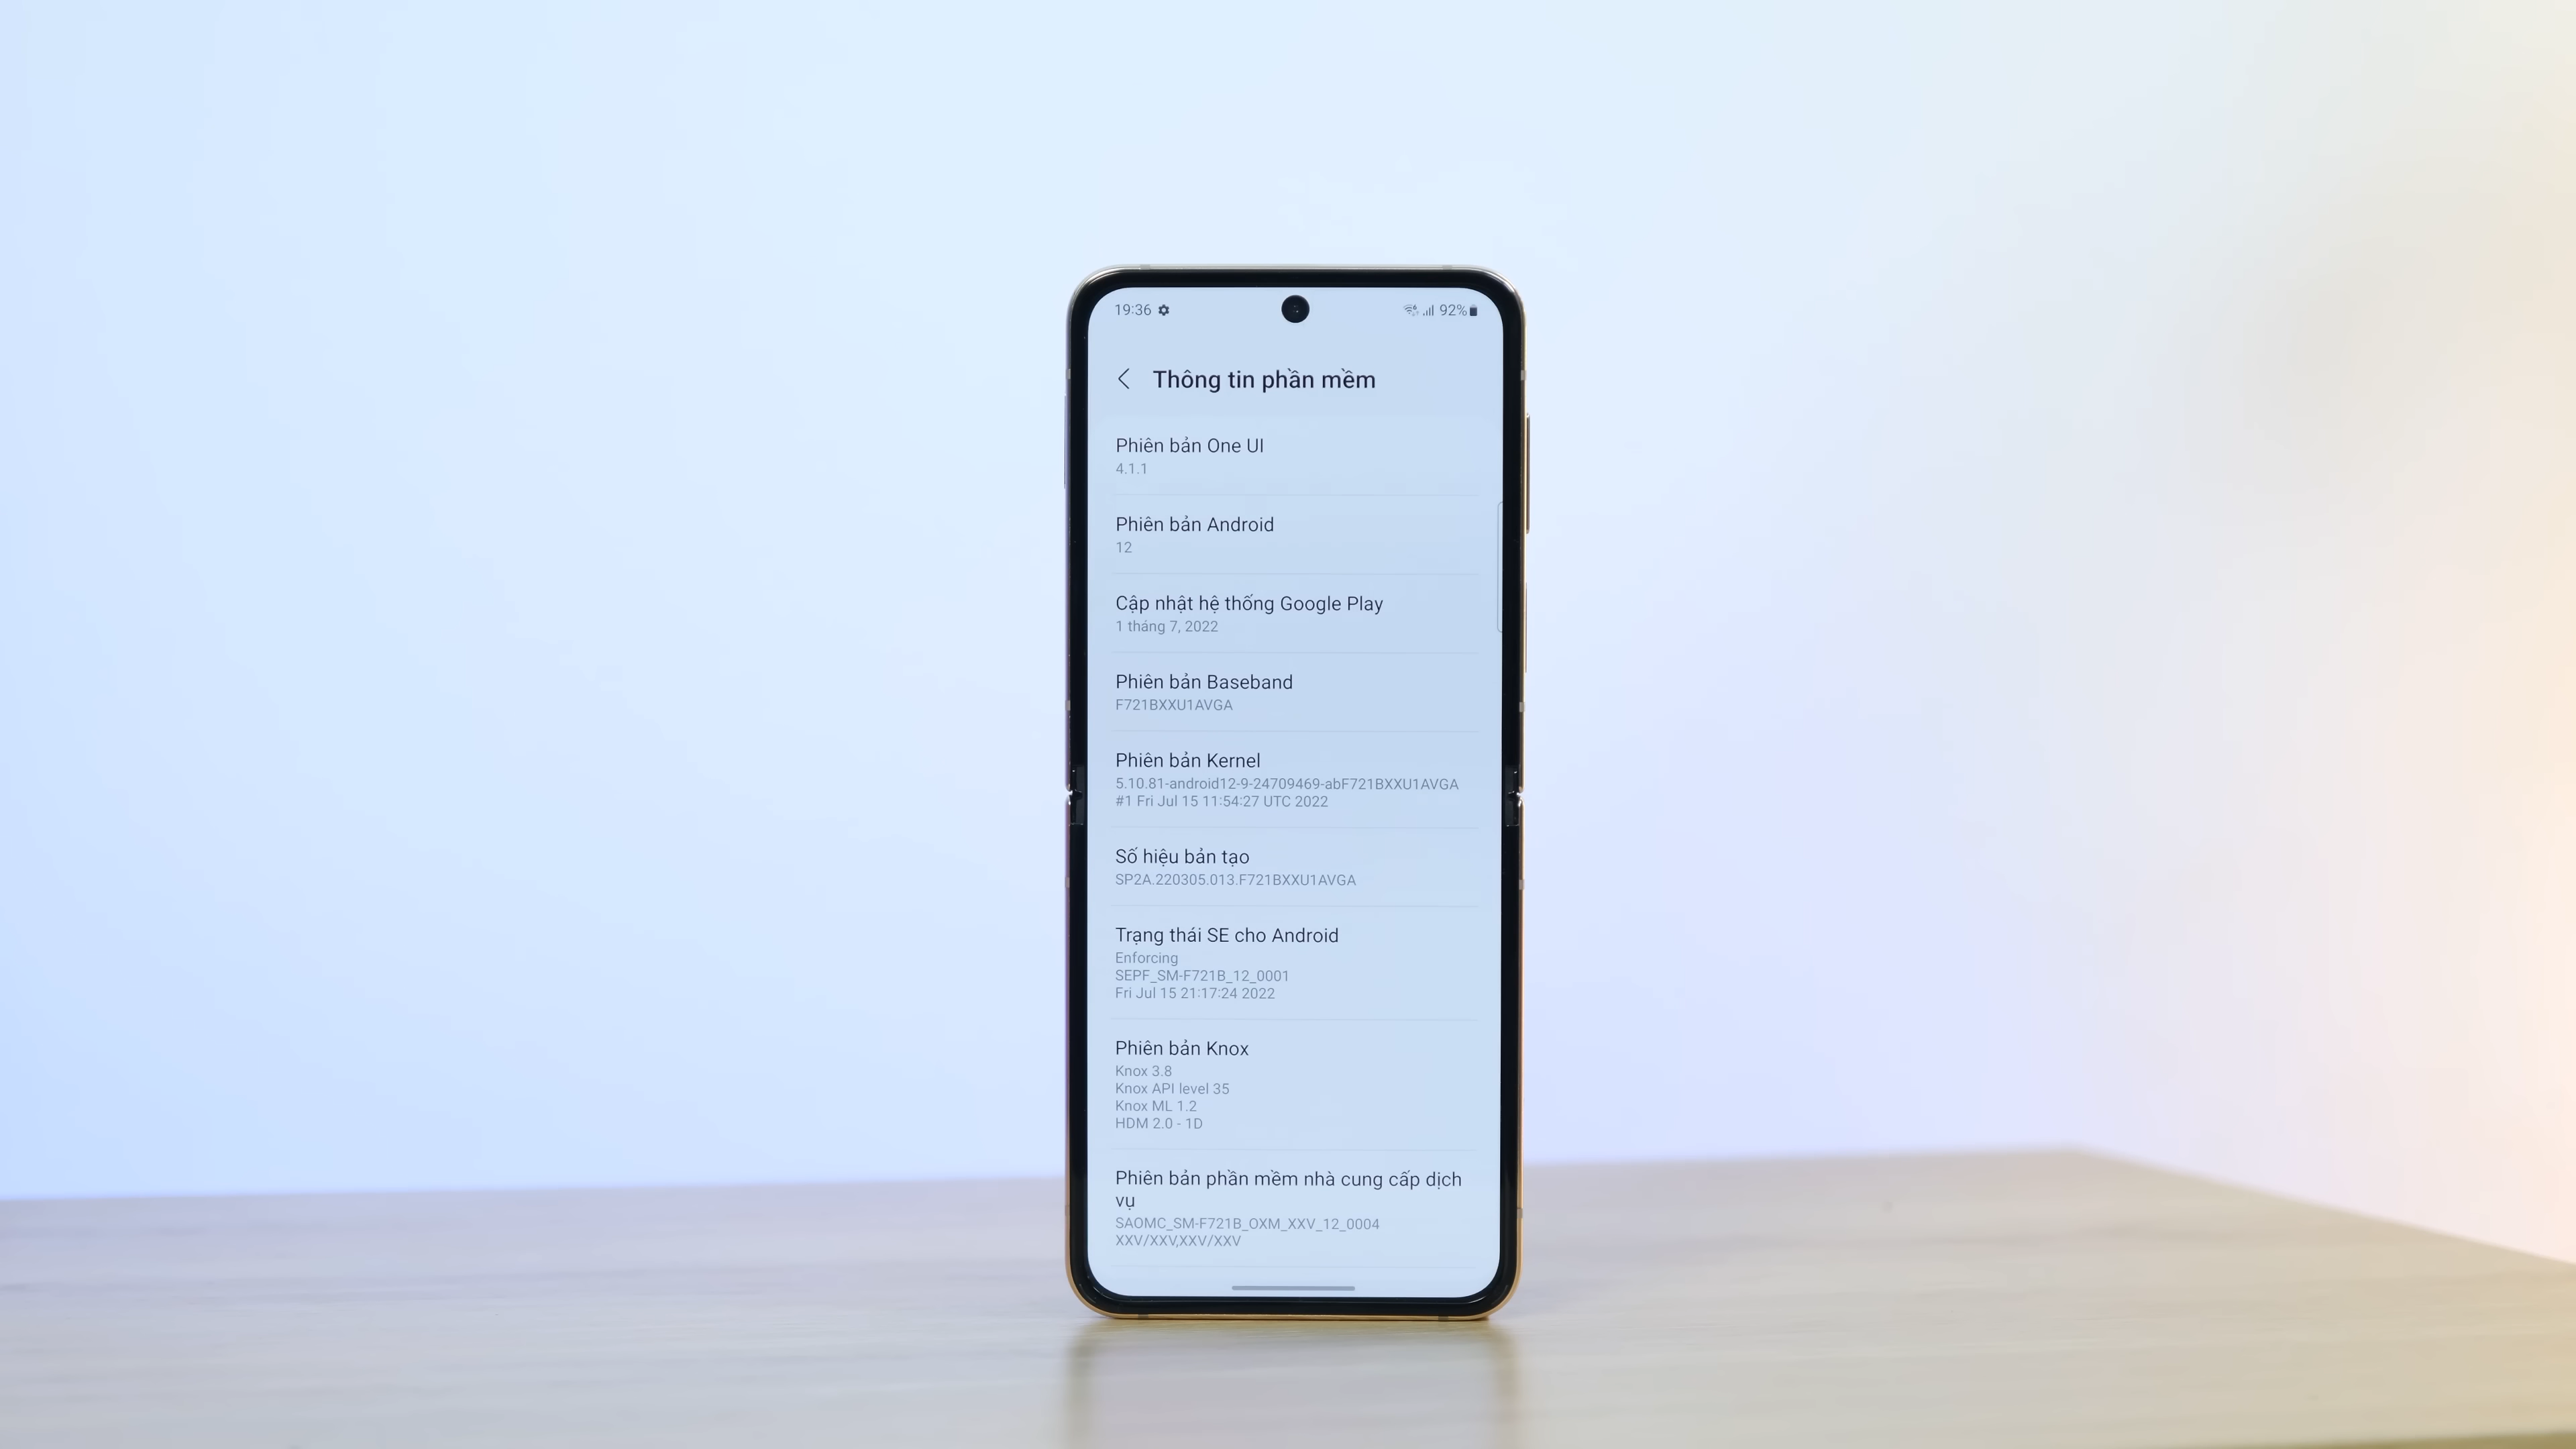 19:36 92%
Thông tin phần mềm
Phiên bản One UI
4.1.1
Phiên bản Android
12
Cập nhật hệ thống Google Play
1 tháng 7, 2022
Phiên bản Baseband
F721BXXU1AVGA
Phiên bản Kernel
5.10.81-android12-9-24709469-abF721BXXU1AVGA
#1 Fri Jul 15 11:54:27 UTC 2022
Số hiệu bản tạo
SP2A.220305.013.F721BXXU1AVGA
Trạng thái SE cho Android
Enforcing
SEPF_SM-F721B_12_0001
Fri Jul 15 21:17:24 2022
Phiên bản Knox
Knox 3.8
Knox API level 35
Knox ML 1.2
HDM 2.0 - 1D
Phiên bản phần mềm nhà cung cấp dịch
vụ
SAOMC_SM-F721B_OXM_XXV_12_0004
XXV/XXV,XXV/XXV